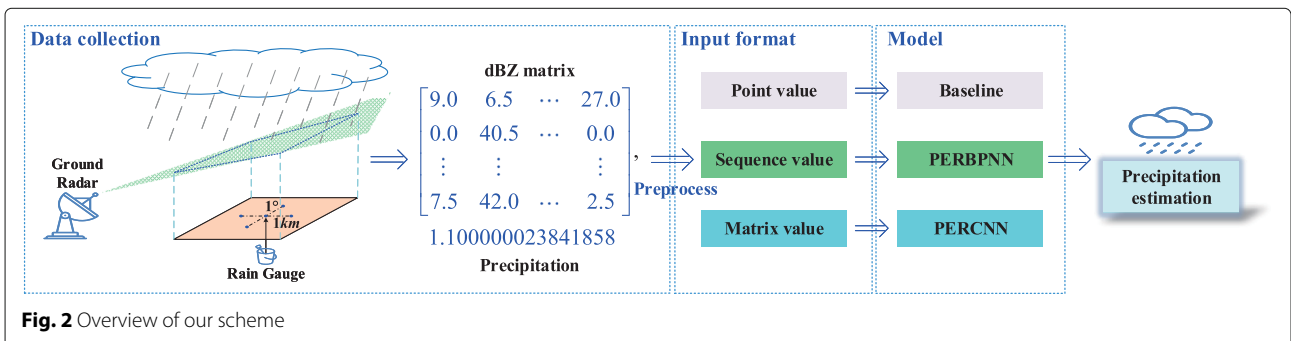 Data collection
Ground
Radar
1°
1km
Rain Gauge
dBZ matrix
9.0 6.5 ⋯ 27.0
0.0 40.5 ⋯ 0.0
⋮ ⋮ ⋮
7.5 42.0 ⋯ 2.5
,
1.100000023841858
Precipitation
Preprocess
Input format
Point value
Sequence value
Matrix value
Model
Baseline
PERBPNN
PERCNN
Precipitation
estimation
Fig. 2 Overview of our scheme